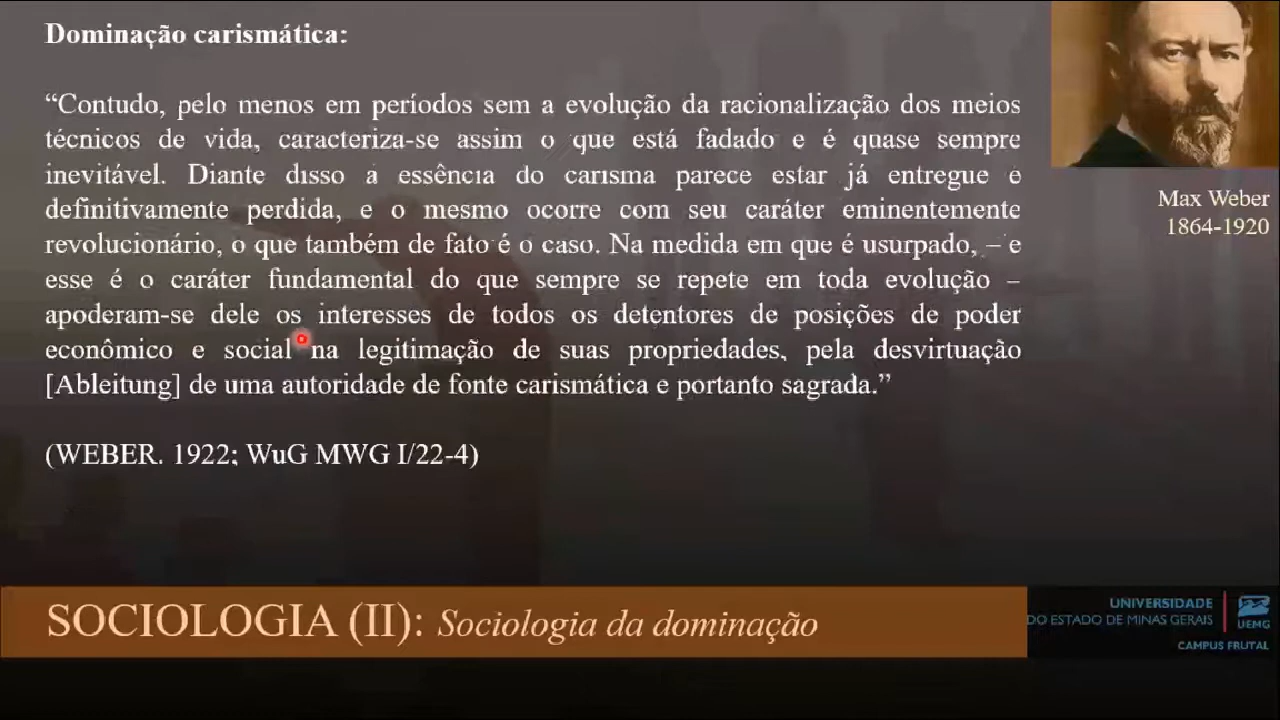 Dominação carismática:
“Contudo, pelo menos em períodos sem a evolução da racionalização dos meios
técnicos de vida, caracteriza-se assim o que está fadado e é quase sempre
inevitável. Diante disso a essência do carisma parece estar já entregue e
definitivamente perdida, e o mesmo ocorre com seu caráter eminentemente
revolucionário, o que também de fato é o caso. Na medida em que é usurpado, – e
esse é o caráter fundamental do que sempre se repete em toda evolução –
apoderam-se dele os interesses de todos os detentores de posições de poder
econômico e social na legitimação de suas propriedades, pela desvirtuação
[Ableitung] de uma autoridade de fonte carismática e portanto sagrada.”
(WEBER. 1922; WuG MWG I/22-4)
Max Weber
1864-1920
SOCIOLOGIA (II): Sociologia da dominação
UNIVERSIDADE
DO ESTADO DE MINAS GERAIS
UEMG
CAMPUS FRUTAL